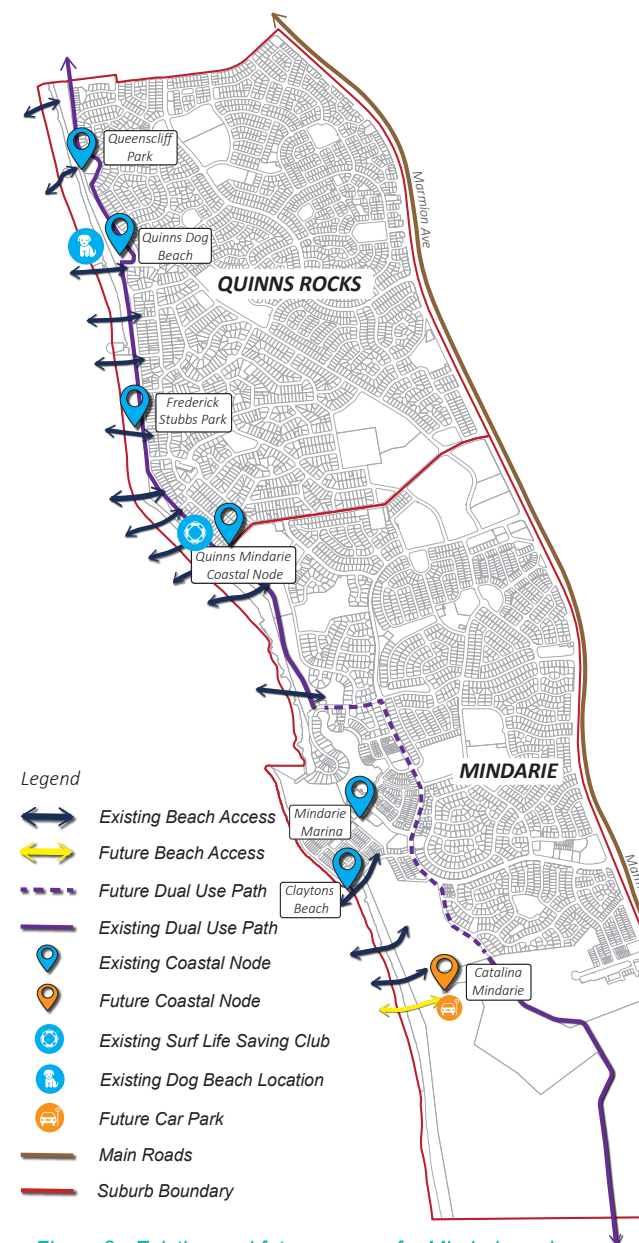 Queenscliff
Park
Marmion Ave
Quinns Dog
Beach
QUINNS ROCKS
Frederick
Stubbs Park
Quinns Mindarie
Coastal Node
MINDARIE
Mindarie
Marina
Claytons
Beach
Catalina
Mindarie
Legend
Existing Beach Access
Future Beach Access
Future Dual Use Path
Existing Dual Use Path
Existing Coastal Node
Future Coastal Node
Existing Surf Life Saving Club
Existing Dog Beach Location
Future Car Park
Main Roads
Suburb Boundary